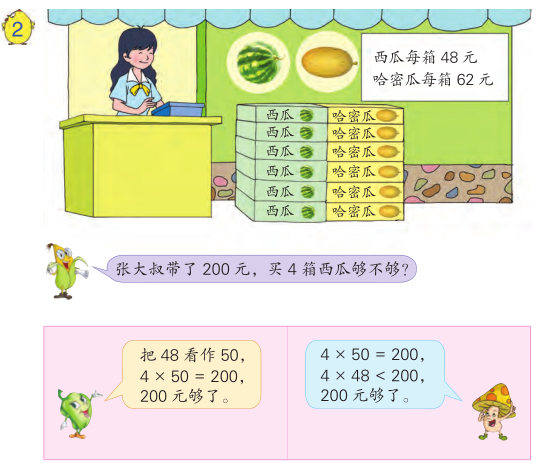 2
西瓜每箱 48 元
哈密瓜每箱 62 元
西瓜 哈密瓜
西瓜 哈密瓜
西瓜 哈密瓜
西瓜 哈密瓜
西瓜 哈密瓜
西瓜 哈密瓜
张大叔带了 200 元，买 4 箱西瓜够不够?
把 48 看作 50，
4 × 50 = 200，
200 元够了。
4 × 50 = 200，
4 × 48 < 200，
200 元够了。